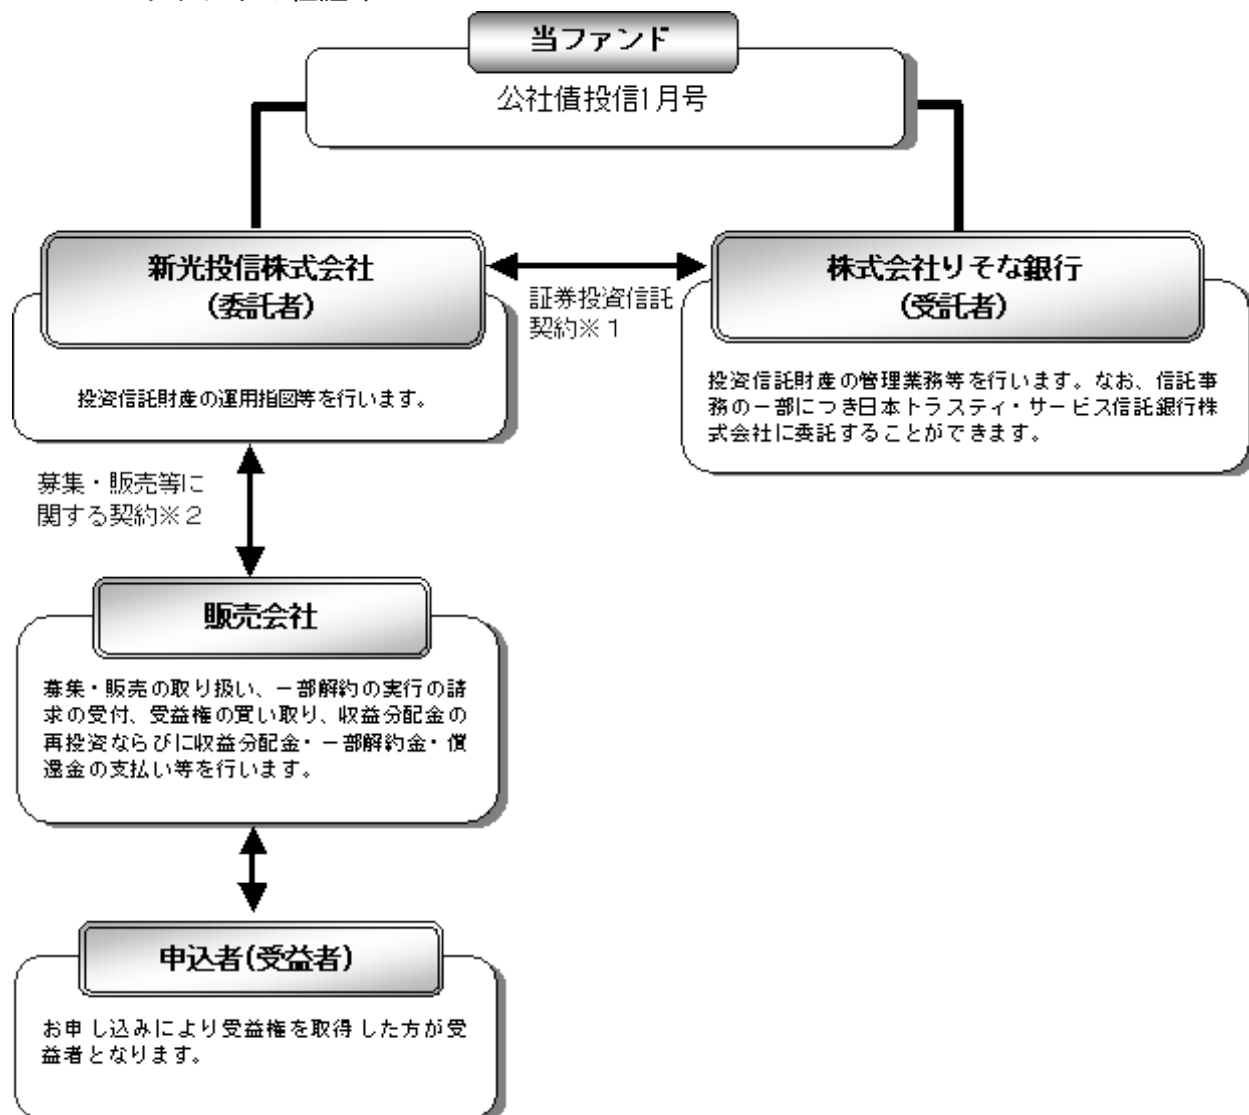 当ファンド
公社債投信1月号
新光投信株式会社
(委託者)
投資信託財産の運用指図等を行います。
証券投資信託
契約※1
株式会社りそな銀行
(受託者)
投資信託財産の管理業務等を行います。なお、信託事
務の一部につき日本トラスティ・サービス信託銀行株
式会社に委託することができます。
募集・販売等に
関する契約※2
販売会社
募集・販売の取り扱い、一部解約の実行の請
求の受付、受益権の買い取り、収益分配金の
再投資ならびに収益分配金・一部解約金・償
還金の支払い等を行います。
申込者(受益者)
お申し込みにより受益権を取得した方が受
益者となります。